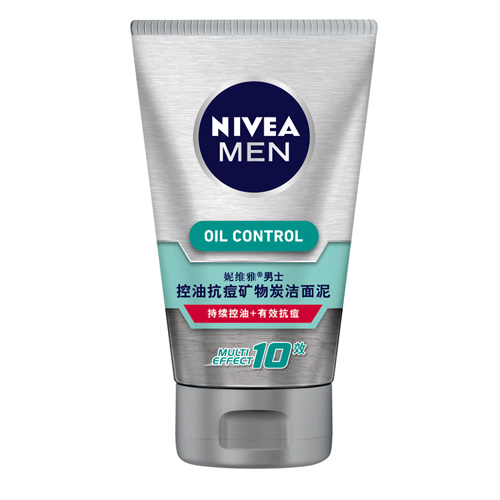 NIVEA
MEN
OIL CONTROL
妮维雅®男士
控油抗痘矿物炭洁面泥
持续控油+有效抗痘
MULTI
EFFECT 10效